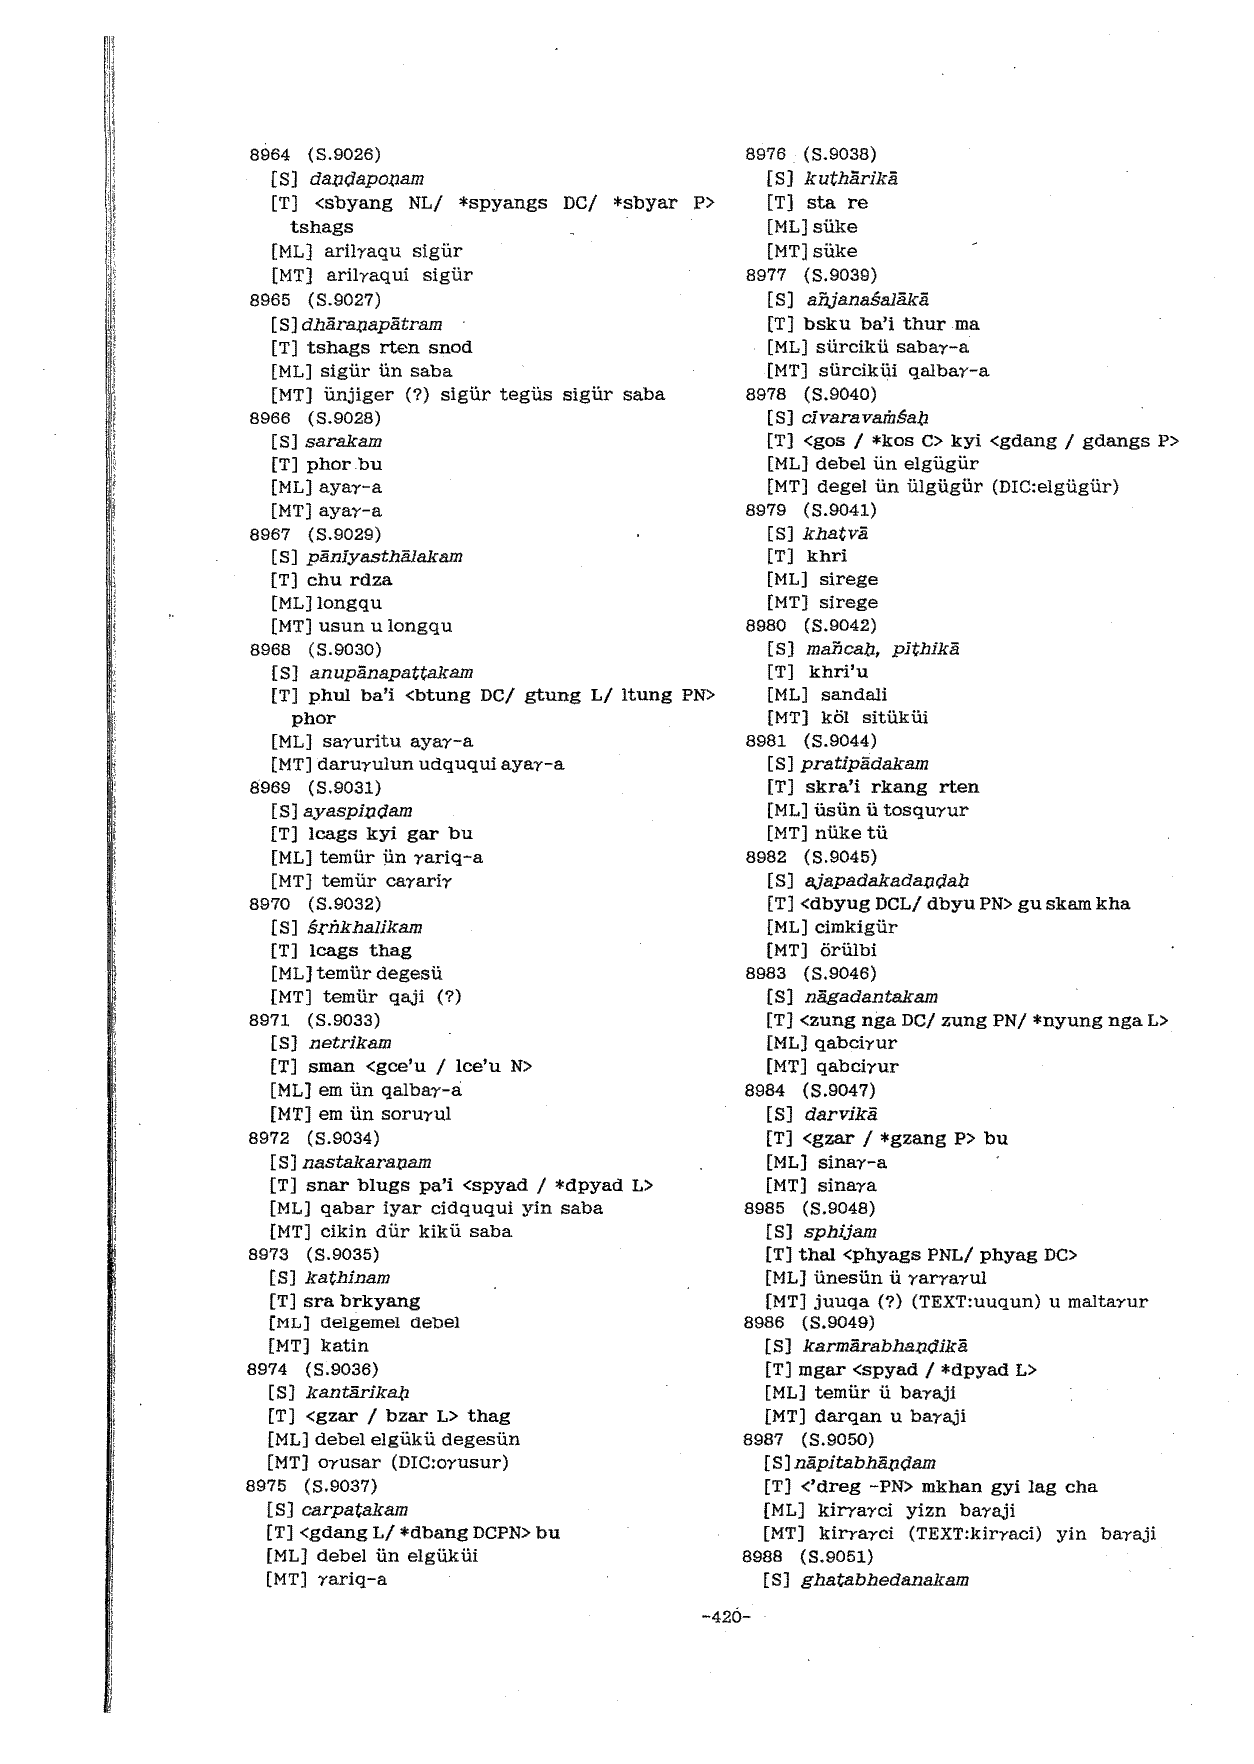 8964 (S.9026)
[S] daṇḍapoṇam
[T] <sbyang NL/ *spyangs DC/ *sbyar P>
tshags
[ML] arilγaqu sigür
[MT] arilγaqui sigür
8965 (S.9027)
[S] dhāraṇapātram
[T] tshags rten snod
[ML] sigür ün saba
[MT] ünjiger (?) sigür tegüs sigür saba
8966 (S.9028)
[S] sarakam
[T] phor bu
[ML] ayaγ-a
[MT] ayaγ-a
8967 (S.9029)
[S] pānīyasthālakam
[T] chu rdza
[ML] longqu
[MT] usun u longqu
8968 (S.9030)
[S] anupānapaṭṭakam
[T] phul ba'i <btung DC/ gtung L/ ltung PN>
phor
[ML] saγuritu ayaγ-a
[MT] daruγulun udququi ayaγ-a
8969 (S.9031)
[S] ayaspiṇḍam
[T] lcags kyi gar bu
[ML] temür ün γariq-a
[MT] temür caγariγ
8970 (S.9032)
[S] śrṅkhalikam
[T] lcags thag
[ML] temür degesü
[MT] temür qaji (?)
8971 (S.9033)
[S] netrikam
[T] sman <gce'u / lce'u N>
[ML] em ün qalbaγ-a
[MT] em ün soruγul
8972 (S.9034)
[S] nastakaraṇam
[T] snar blugs pa'i <spyad / *dpyad L>
[ML] qabar iyar cidququi yin saba
[MT] cikin dür kikü saba
8973 (S.9035)
[S] kaṭhinam
[T] sra brkyang
[ML] delgemel debel
[MT] katin
8974 (S.9036)
[S] kantārikaḥ
[T] <gzar / bzar L> thag
[ML] debel elgükü degesün
[MT] oγusar (DIC:oγusur)
8975 (S.9037)
[S] carpaṭakam
[T] <gdang L/ *dbang DCPN> bu
[ML] debel ün elgüküi
[MT] γariq-a
8976 (S.9038)
[S] kuṭhārikā
[T] sta re
[ML] süke
[MT] süke
8977 (S.9039)
[S] añjanaśalākā
[T] bsku ba'i thur ma
[ML] sürcikü sabaγ-a
[MT] sürciküi qalbaγ-a
8978 (S.9040)
[S] cīvaravaṁśaḥ
[T] <gos / *kos C> kyi <gdang / gdangs P>
[ML] debel ün elgügür
[MT] degel ün ülgügür (DIC:elgügür)
8979 (S.9041)
[S] khaṭvā
[T] khri
[ML] sirege
[MT] sirege
8980 (S.9042)
[S] mañcaḥ, piṭhikā
[T] khri'u
[ML] sandali
[MT] köl sitüküi
8981 (S.9044)
[S] pratipādakam
[T] skra'i rkang rten
[ML] üsün ü tosquγur
[MT] nüke tü
8982 (S.9045)
[S] ajapadakadaṇḍaḥ
[T] <dbyug DCL/ dbyu PN> gu skam kha
[ML] cimkigür
[MT] örülbi
8983 (S.9046)
[S] nāgadantakam
[T] <zung nga DC/ zung PN/ *nyung nga L>
[ML] qabciγur
[MT] qabciγur
8984 (S.9047)
[S] darvikā
[T] <gzar / *gzang P> bu
[ML] sinaγ-a
[MT] sinaγa
8985 (S.9048)
[S] sphijam
[T] thal <phyags PNL/ phyag DC>
[ML] ünesün ü γarγaγul
[MT] juuqa (?) (TEXT:uuqun) u maltaγur
8986 (S.9049)
[S] karmārabhaṇḍikā
[T] mgar <spyad / *dpyad L>
[ML] temür ü baγaji
[MT] darqan u baγaji
8987 (S.9050)
[S] nāpitabhāṇḍam
[T] <'dreg -PN> mkhan gyi lag cha
[ML] kirγaγci yizn baγaji
[MT] kirγaγci (TEXT:kirγaci) yin baγaji
8988 (S.9051)
[S] ghaṭabhedanakam
-420-